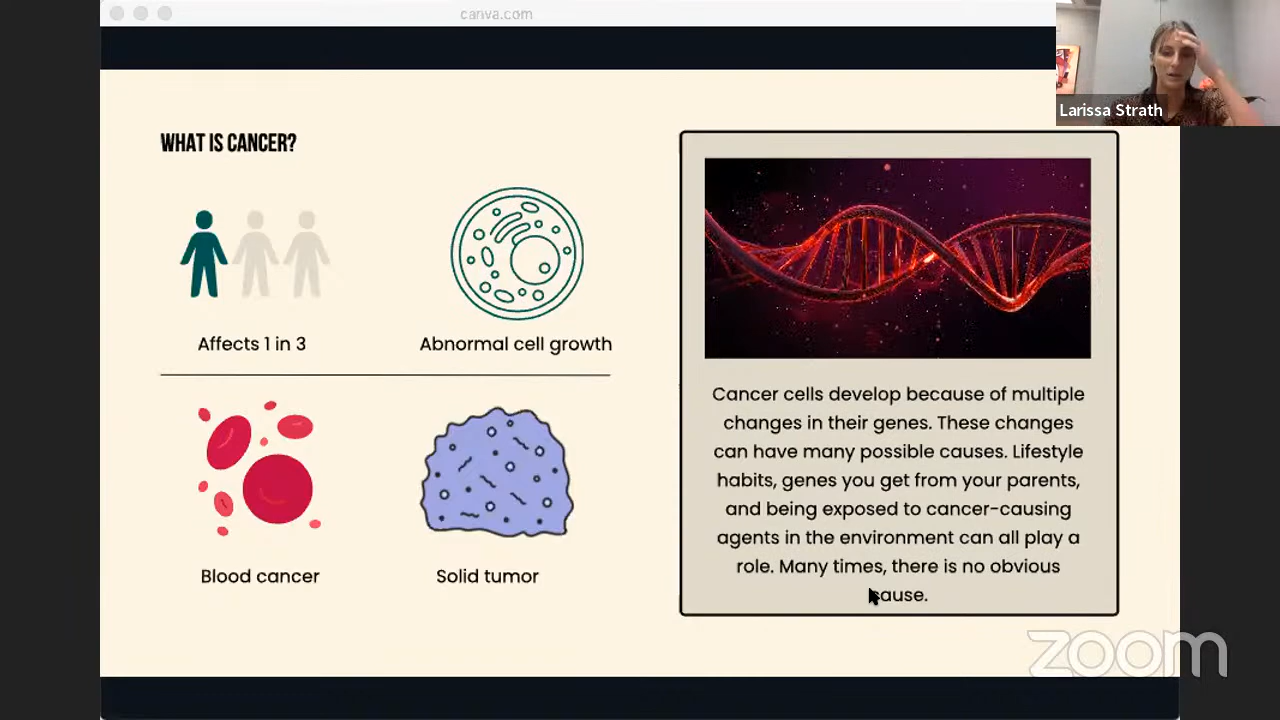 canva.com
Larissa Strath
WHAT IS CANCER?
Affects 1 in 3
Abnormal cell growth
Blood cancer
Solid tumor
Cancer cells develop because of multiple
changes in their genes. These changes
can have many possible causes. Lifestyle
habits, genes you get from your parents,
and being exposed to cancer-causing
agents in the environment can all play a
role. Many times, there is no obvious
cause.
zoom